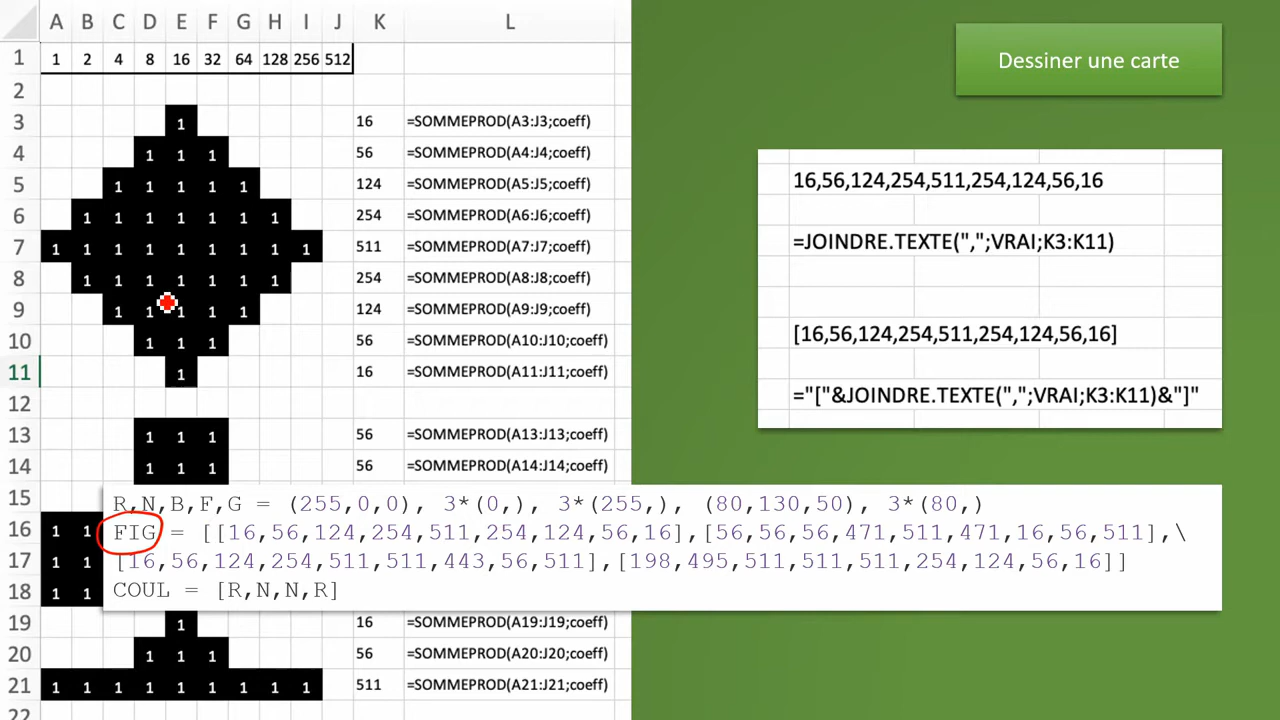 A B C D E F G H I J K L
1 1 2 4 8 16 32 64 128 256 512
2
3 1 16 =SOMMEPROD(A3:J3;coeff)
4 1 1 1 56 =SOMMEPROD(A4:J4;coeff)
5 1 1 1 1 1 124 =SOMMEPROD(A5:J5;coeff)
6 1 1 1 1 1 1 1 254 =SOMMEPROD(A6:J6;coeff)
7 1 1 1 1 1 1 1 1 1 511 =SOMMEPROD(A7:J7;coeff)
8 1 1 1 1 1 1 1 254 =SOMMEPROD(A8:J8;coeff)
9 1 1 1 1 1 124 =SOMMEPROD(A9:J9;coeff)
10 1 1 1 56 =SOMMEPROD(A10:J10;coeff)
11 1 16 =SOMMEPROD(A11:J11;coeff)
12
13 1 1 1 56 =SOMMEPROD(A13:J13;coeff)
14 1 1 1 56 =SOMMEPROD(A14:J14;coeff)
15
16 1 1
17 1 1
18 1 1
19 1 16 =SOMMEPROD(A19:J19;coeff)
20 1 1 1 56 =SOMMEPROD(A20:J20;coeff)
21 1 1 1 1 1 1 1 1 1 511 =SOMMEPROD(A21:J21;coeff)
22
Dessiner une carte
16,56,124,254,511,254,124,56,16
=JOINDRE.TEXTE(",";VRAI;K3:K11)
[16,56,124,254,511,254,124,56,16]
="["&JOINDRE.TEXTE(",";VRAI;K3:K11)&"]"
R,N,B,F,G = (255,0,0), 3*(0,), 3*(255,), (80,130,50), 3*(80,)
FIG = [[16,56,124,254,511,254,124,56,16],[56,56,56,471,511,471,16,56,511],\
[16,56,124,254,511,511,443,56,511],[198,495,511,511,511,254,124,56,16]]
COUL = [R,N,N,R]